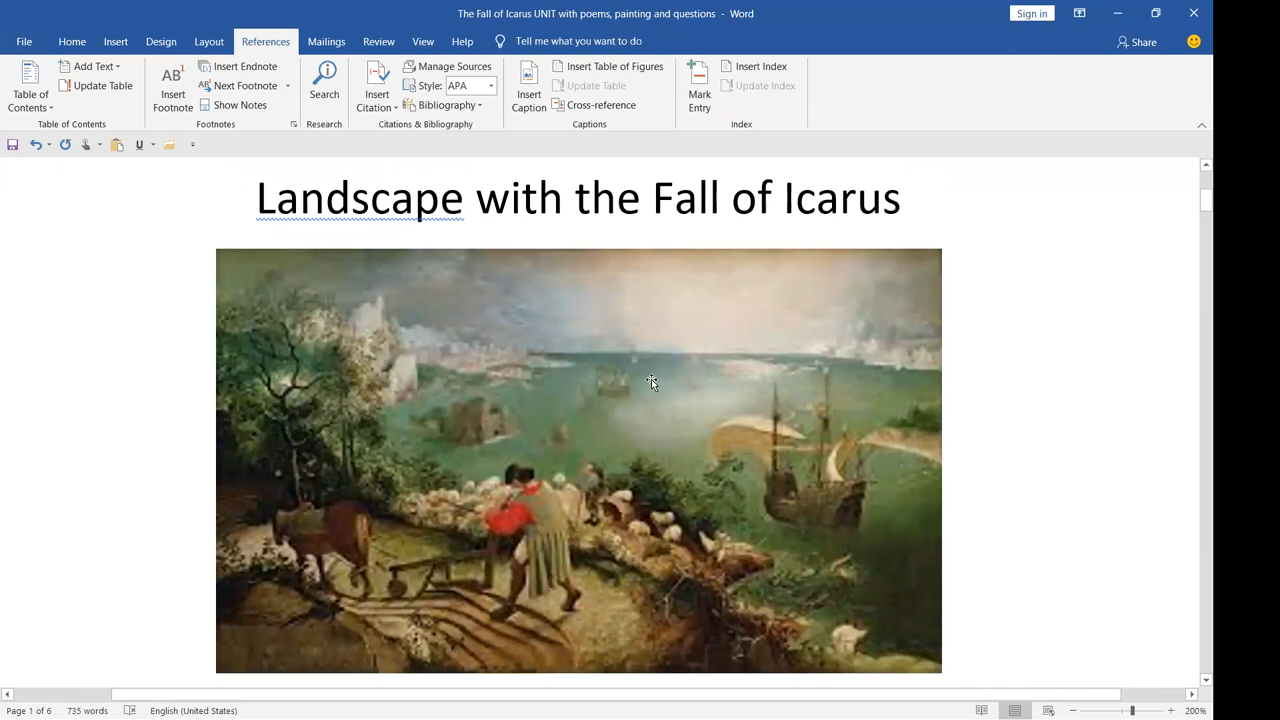 The Fall of Icarus UNIT with poems, painting and questions - Word
Sign in
File Home Insert Design Layout References Mailings Review View Help Tell me what you want to do
Share
Table of Contents
Add Text
Update Table
Table of Contents
AB1
Insert Footnote
Insert Endnote
Next Footnote
Show Notes
Footnotes
Search
Research
Insert Citation
Manage Sources
Style: APA
Bibliography
Citations & Bibliography
Insert Caption
Insert Table of Figures
Update Table
Cross-reference
Captions
Mark Entry
Insert Index
Update Index
Index
Landscape with the Fall of Icarus
Page 1 of 6 735 words English (United States) 200%